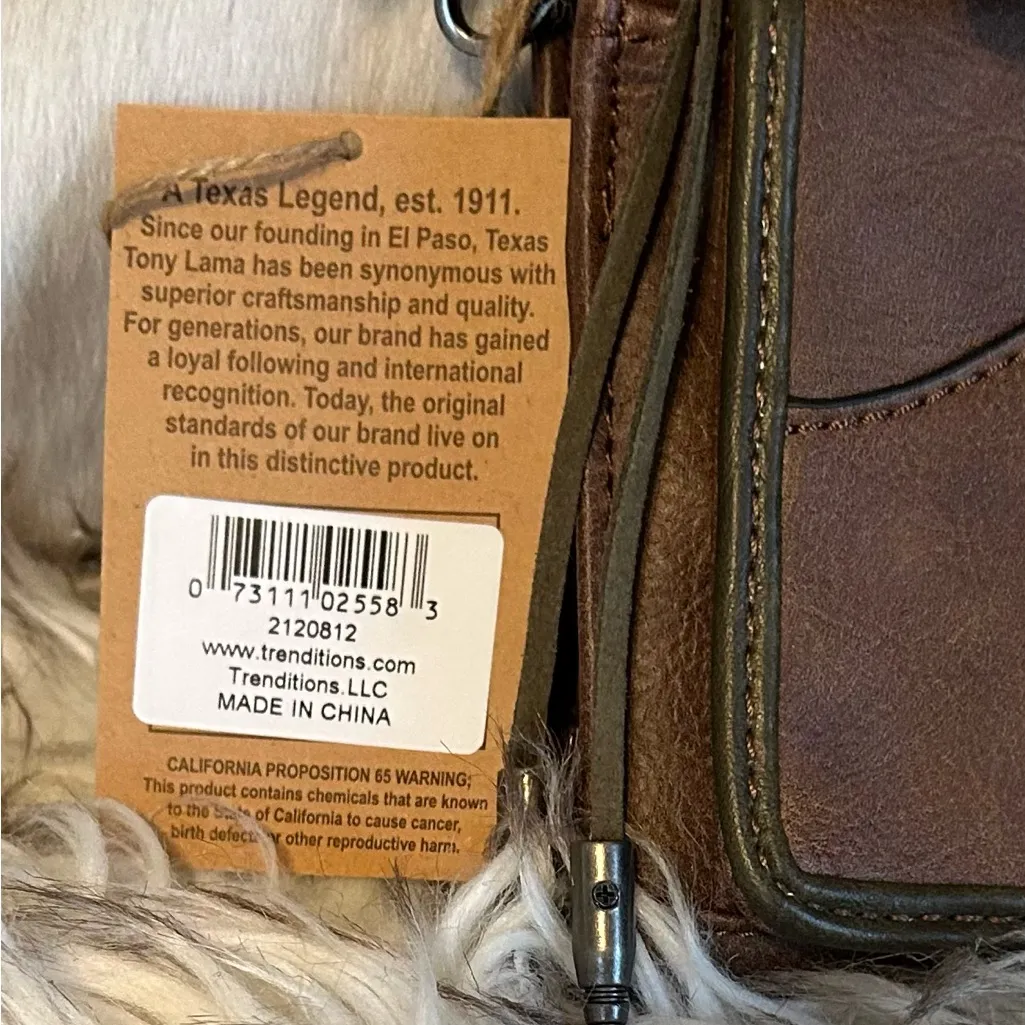 A Texas Legend, est. 1911.
Since our founding in El Paso, Texas
Tony Lama has been synonymous with
superior craftsmanship and quality.
For generations, our brand has gained
a loyal following and international
recognition. Today, the original
standards of our brand live on
in this distinctive product.
0 73111 02558 3
2120812
www.trenditions.com
Trenditions.LLC
MADE IN CHINA
CALIFORNIA PROPOSITION 65 WARNING;
This product contains chemicals that are known
to the State of California to cause cancer,
birth defects or other reproductive harm.